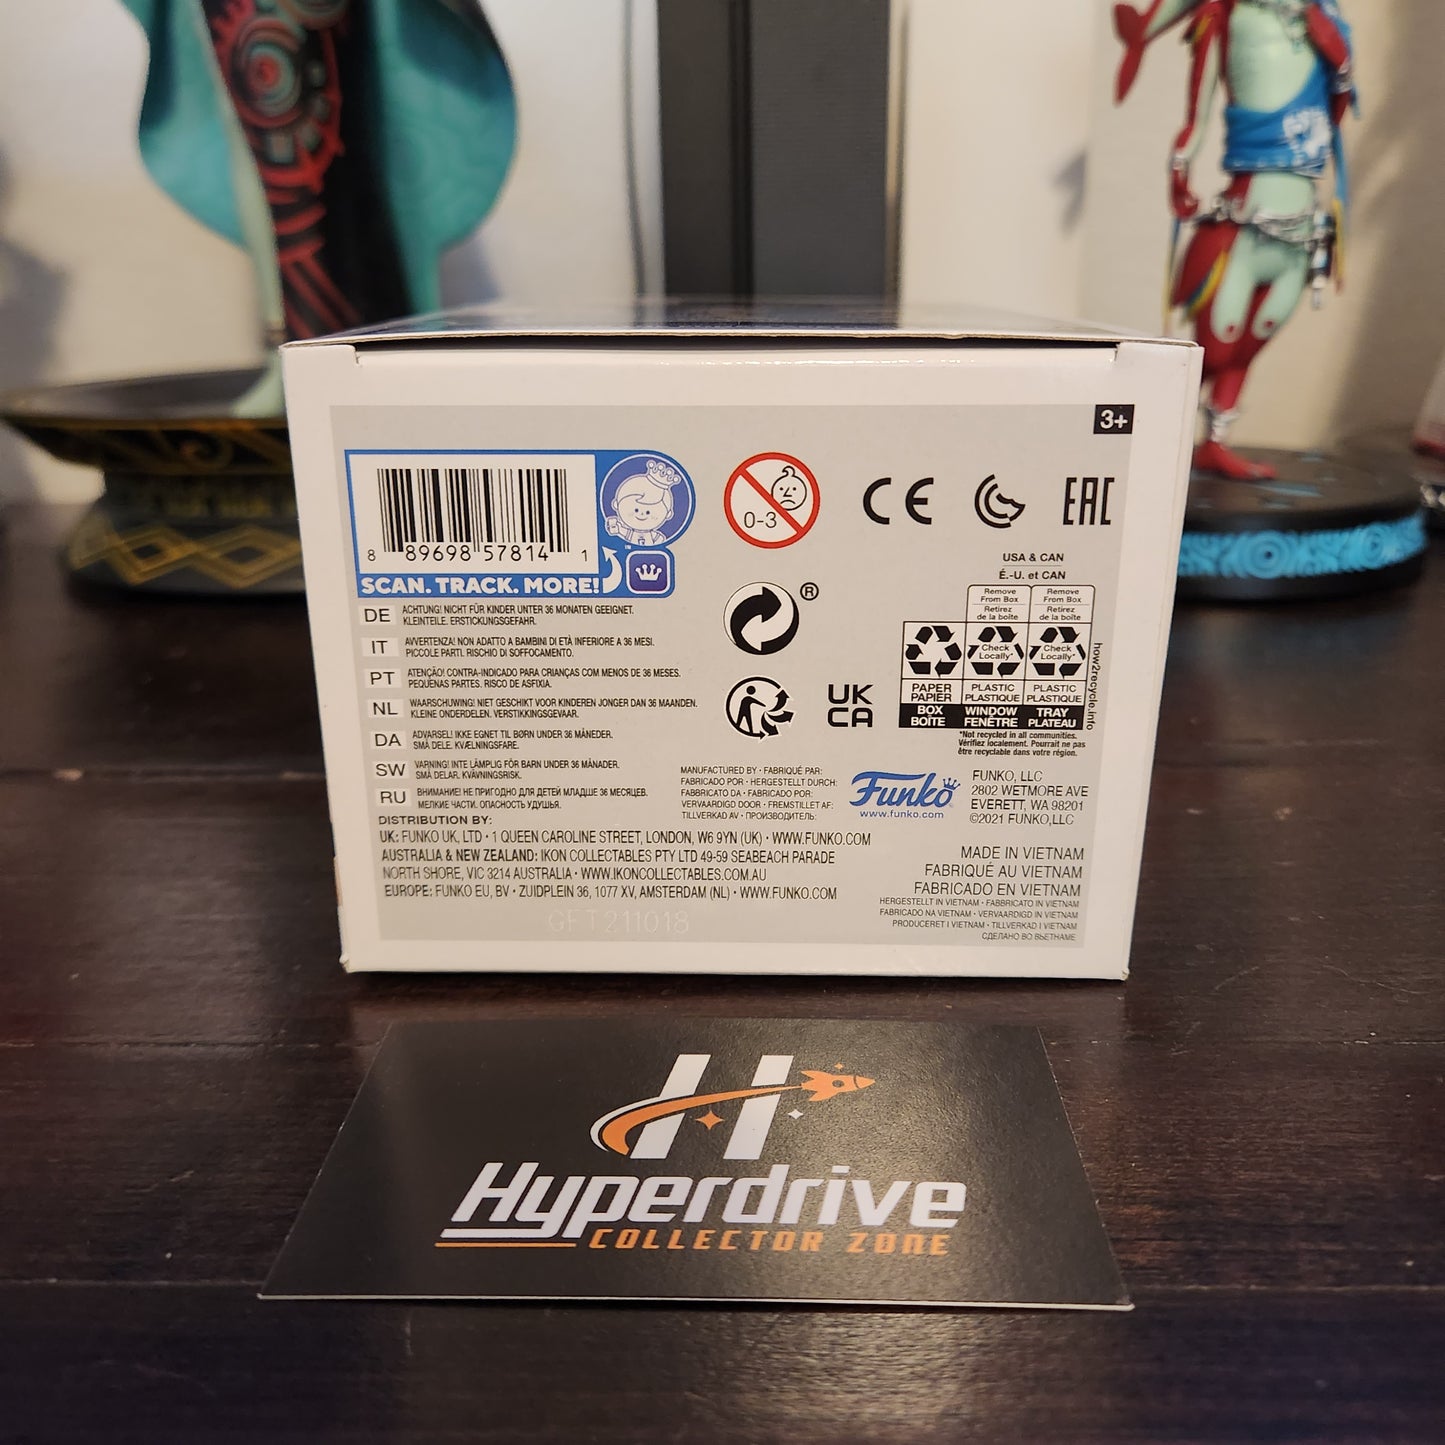 3+
8 89698 57814 1
SCAN. TRACK. MORE!
™
DE ACHTUNG! NICHT FÜR KINDER UNTER 36 MONATEN GEEIGNET.
KLEINTEILE. ERSTICKUNGSGEFAHR.
IT AVVERTENZA! NON ADATTO A BAMBINI DI ETÀ INFERIORE A 36 MESI.
PICCOLE PARTI. RISCHIO DI SOFFOCAMENTO.
PT ATENÇÃO! CONTRA-INDICADO PARA CRIANÇAS COM MENOS DE 36 MESES.
PEQUENAS PARTES. RISCO DE ASFIXIA.
NL WAARSCHUWING! NIET GESCHIKT VOOR KINDEREN JONGER DAN 36 MAANDEN.
KLEINE ONDERDELEN. VERSTIKKINGSGEVAAR.
DA ADVARSEL! IKKE EGNET TIL BØRN UNDER 36 MÅNEDER.
SMÅ DELE. KVÆLNINGSFARE.
SW VARNING! INTE LÄMPLIG FÖR BARN UNDER 36 MÅNADER.
SMÅ DELAR. KVÄVNINGSRISK.
RU ВНИМАНИЕ! НЕ ПРИГОДНО ДЛЯ ДЕТЕЙ МЛАДШЕ 36 МЕСЯЦЕВ.
МЕЛКИЕ ЧАСТИ. ОПАСНОСТЬ УДУШЬЯ.
0-3
CE
EAC
®
UK
CA
USA & CAN
É.-U. et CAN
Remove From Box Retirez de la boîte
Remove From Box Retirez de la boîte
Check Locally*
Check Locally*
PAPER PAPIER
PLASTIC PLASTIQUE
PLASTIC PLASTIQUE
BOX BOÎTE
WINDOW FENÊTRE
TRAY PLATEAU
how2recycle.info
*Not recycled in all communities.
Vérifiez localement. Pourrait ne pas
être recyclable dans votre région.
MANUFACTURED BY • FABRIQUÉ PAR:
FABRICADO POR • HERGESTELLT DURCH:
FABBRICATO DA • FABRICADO POR:
VERVAARDIGD DOOR • FREMSTILLET AF:
TILLVERKAD AV • ПРОИЗВОДИТЕЛЬ:
Funko
www.funko.com
FUNKO, LLC
2802 WETMORE AVE
EVERETT, WA 98201
©2021 FUNKO,LLC
DISTRIBUTION BY:
UK: FUNKO UK, LTD • 1 QUEEN CAROLINE STREET, LONDON, W6 9YN (UK) • WWW.FUNKO.COM
AUSTRALIA & NEW ZEALAND: IKON COLLECTABLES PTY LTD 49-59 SEABEACH PARADE
NORTH SHORE, VIC 3214 AUSTRALIA • WWW.IKONCOLLECTABLES.COM.AU
EUROPE: FUNKO EU, BV • ZUIDPLEIN 36, 1077 XV, AMSTERDAM (NL) • WWW.FUNKO.COM
GFT211018
MADE IN VIETNAM
FABRIQUÉ AU VIETNAM
FABRICADO EN VIETNAM
HERGESTELLT IN VIETNAM • FABBRICATO IN VIETNAM
FABRICADO NA VIETNAM • VERVAARDIGD IN VIETNAM
PRODUCERET I VIETNAM • TILLVERKAD I VIETNAM
СДЕЛАНО ВО ВЬЕТНАМЕ
H
Hyperdrive
COLLECTOR ZONE